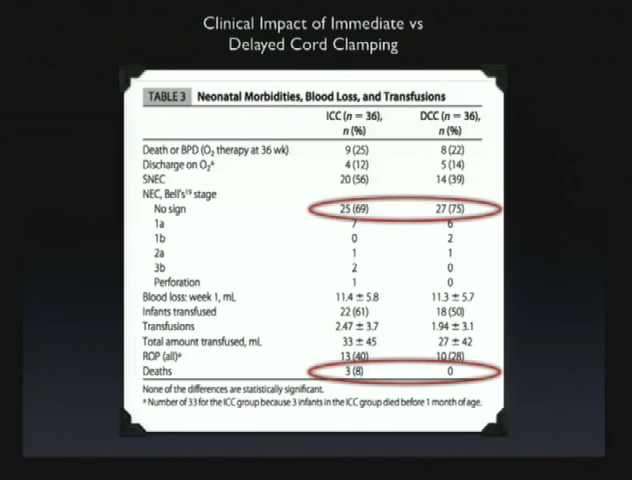 Clinical Impact of Immediate vs
Delayed Cord Clamping
TABLE 3 Neonatal Morbidities, Blood Loss, and Transfusions
ICC (n = 36), DCC (n = 36),
n (%) n (%)
Death or BPD (O₂ therapy at 36 wk) 9 (25) 8 (22)
Discharge on O₂ᵃ 4 (12) 5 (14)
SNEC 20 (56) 14 (39)
NEC, Bell's¹⁹ stage
No sign 25 (69) 27 (75)
1a 7 6
1b 0 2
2a 1 1
3b 2 0
Perforation 1 0
Blood loss: week 1, mL 11.4 ± 5.8 11.3 ± 5.7
Infants transfused 22 (61) 18 (50)
Transfusions 2.47 ± 3.7 1.94 ± 3.1
Total amount transfused, mL 33 ± 45 27 ± 42
ROP (all)ᵃ 13 (40) 10 (28)
Deaths 3 (8) 0
None of the differences are statistically significant.
ᵃ Number of 33 for the ICC group because 3 infants in the ICC group died before 1 month of age.